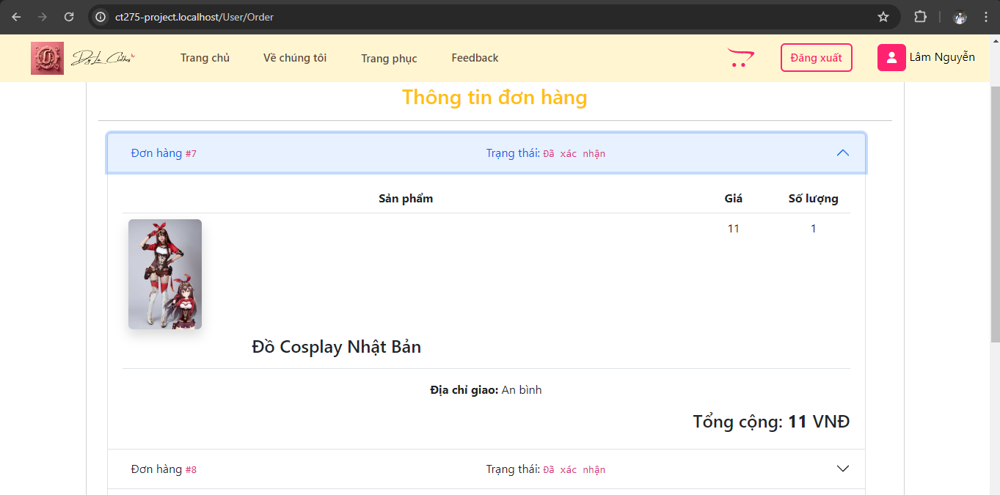 ct275-project.localhost/User/Order
DyLa Clothes Trang chủ Về chúng tôi Trang phục Feedback Đăng xuất Lâm Nguyễn
Thông tin đơn hàng
Đơn hàng #7 Trạng thái: Đã xác nhận
Sản phẩm Giá Số lượng
11 1
Đồ Cosplay Nhật Bản
Địa chỉ giao: An bình
Tổng cộng: 11 VNĐ
Đơn hàng #8 Trạng thái: Đã xác nhận